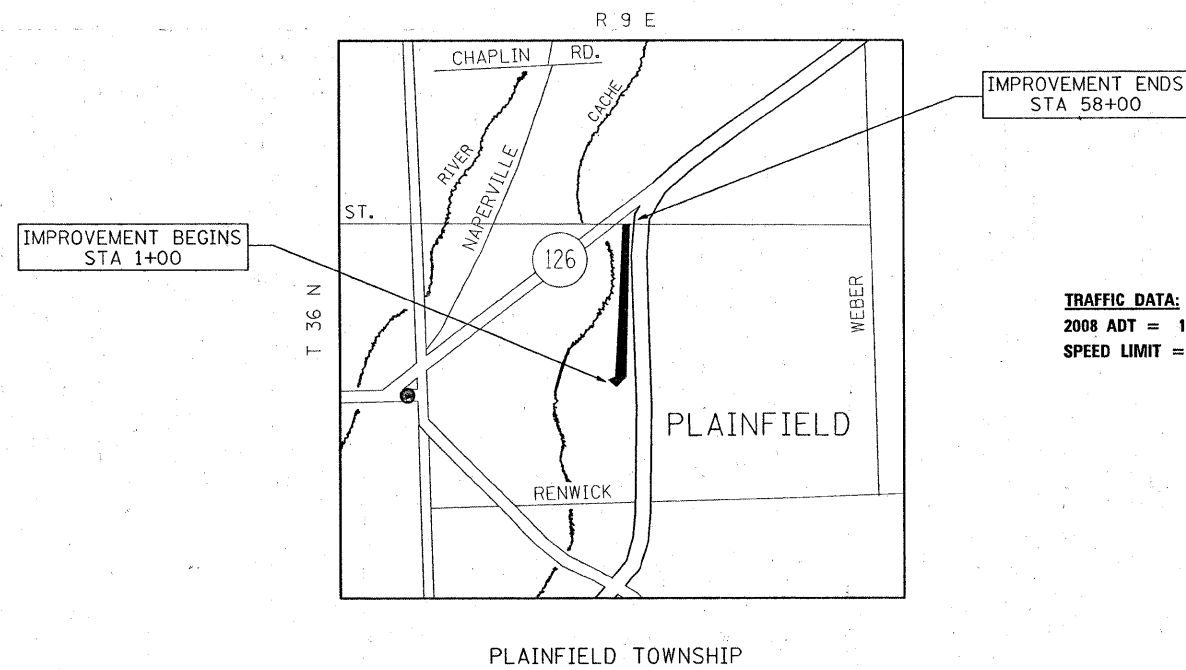 R 9 E
CHAPLIN RD.
CACHE
IMPROVEMENT ENDS
STA 58+00
RIVER
NAPERVILLE
ST.
IMPROVEMENT BEGINS
STA 1+00
126
T 36 N
WEBER
TRAFFIC DATA:
2008 ADT = 1
SPEED LIMIT =
PLAINFIELD
RENWICK
PLAINFIELD TOWNSHIP